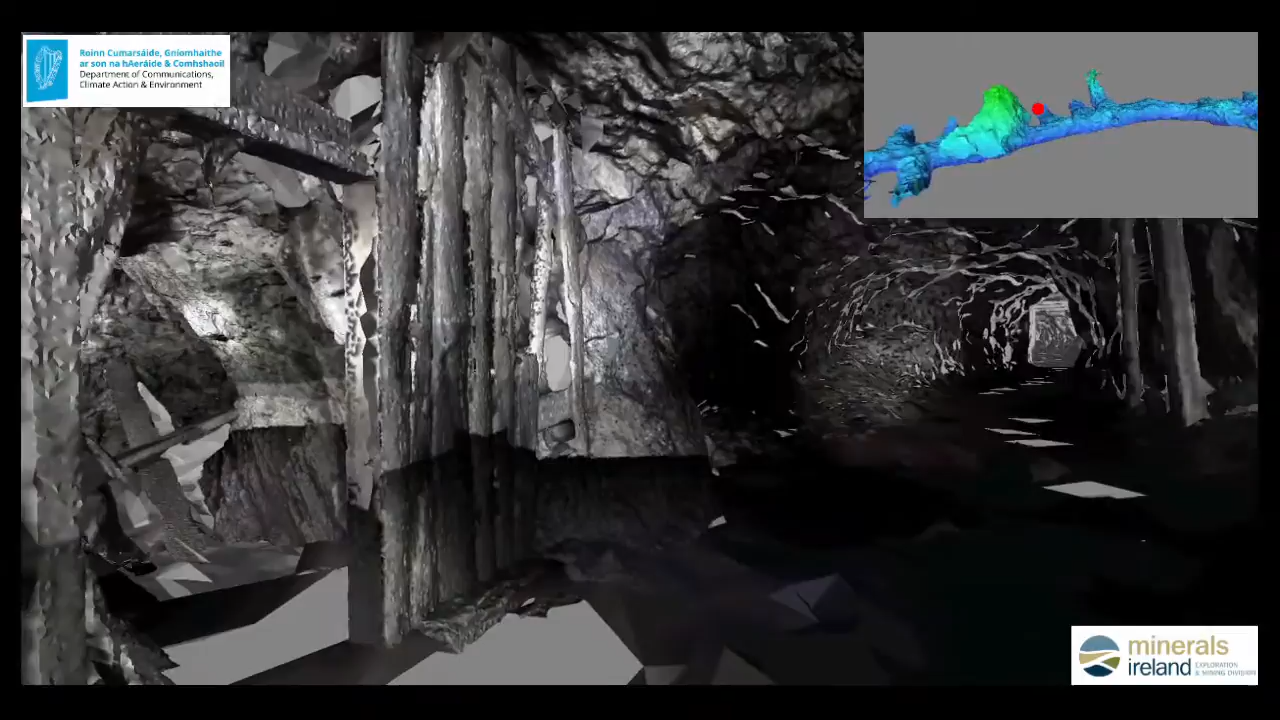 Roinn Cumarsáide, Gníomhaithe
ar son na hAeráide & Comhshaoil
Department of Communications,
Climate Action & Environment
minerals
ireland
EXPLORATION
& MINING DIVISION